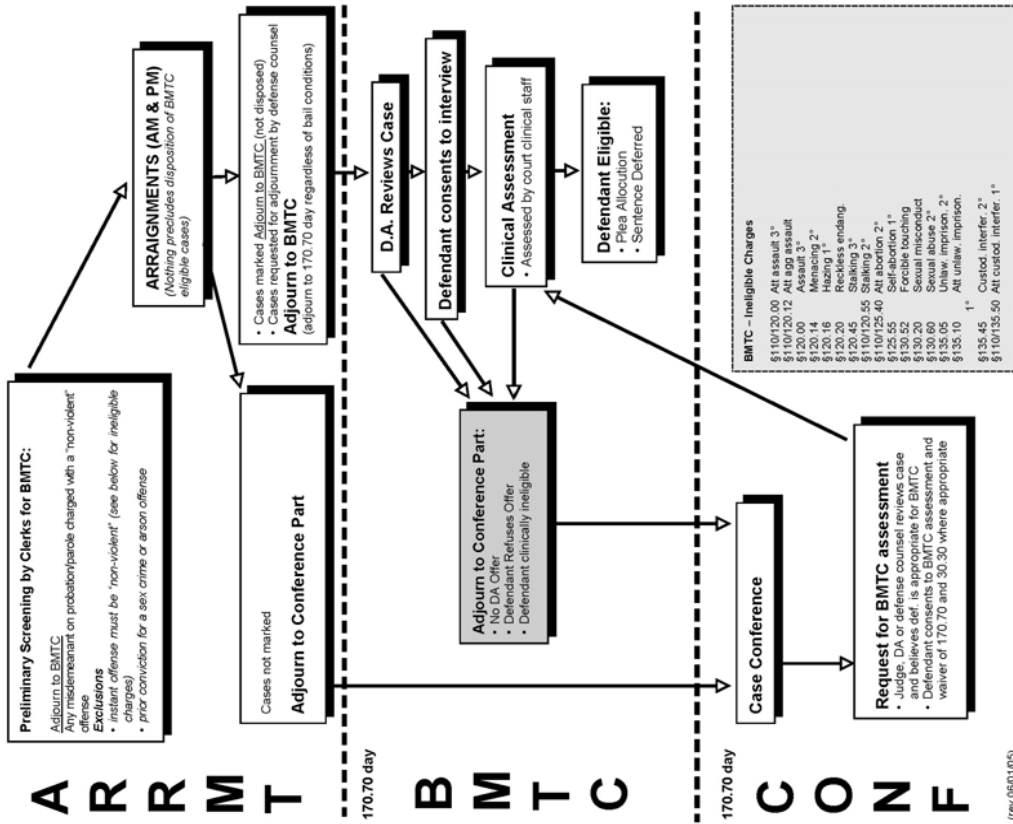 ARRMT
Preliminary Screening by Clerks for BMTC:
Adjourn to BMTC
Any misdemeanant on probation/parole charged with a "non-violent"
offense
Exclusions
• instant offense must be "non-violent" (see below for ineligible
charges)
• prior conviction for a sex crime or arson offense
ARRAIGNMENTS (AM & PM)
(Nothing precludes disposition of BMTC
eligible cases)
Cases not marked
Adjourn to Conference Part
• Cases marked Adjourn to BMTC (not disposed)
• Cases requested for adjournment by defense counsel
Adjourn to BMTC
(adjourn to 170.70 day regardless of bail conditions)
170.70 day
BMTC
D.A. Reviews Case
Defendant consents to interview
Clinical Assessment
• Assessed by court clinical staff
Defendant Eligible:
• Plea Allocution
• Sentence Deferred
Adjourn to Conference Part:
• No DA Offer
• Defendant Refuses Offer
• Defendant clinically ineligible
170.70 day
CONF
Case Conference
Request for BMTC assessment
• Judge, DA or defense counsel reviews case
and believes def. is appropriate for BMTC
• Defendant consents to BMTC assessment and
waiver of 170.70 and 30.30 where appropriate
BMTC – Ineligible Charges
§110/120.00 Att assault 3°
§110/120.12 Att agg assault
§120.00 Assault 3°
§120.14 Menacing 2°
§120.16 Hazing 1°
§120.20 Reckless endang.
§120.45 Stalking 3°
§110/120.55 Stalking 2°
§110/125.40 Att abortion 2°
§125.55 Self-abortion 1°
§130.52 Forcible touching
§130.20 Sexual misconduct
§130.60 Sexual abuse 2°
§135.05 Unlaw. imprison. 2°
§135.10 Att unlaw. imprison.
1°
§135.45 Custod. interfer. 2°
§110/135.50 Att custod. interfer. 1°
(rev 06/01/05)